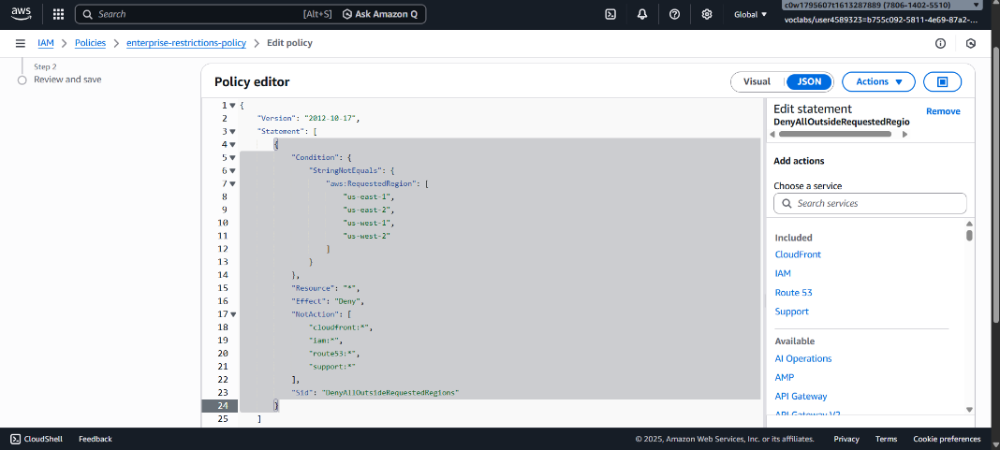 aws
Search [Alt+S] Ask Amazon Q Global c0w1795607t1613287889 (7806-1402-5510)
voclabs/user4589323=b755c092-5811-4e69-87a2-...
IAM > Policies > enterprise-restrictions-policy > Edit policy
Step 2
Review and save
Policy editor
Visual JSON Actions
1 {
2 "Version": "2012-10-17",
3 "Statement": [
4 {
5 "Condition": {
6 "StringNotEquals": {
7 "aws:RequestedRegion": [
8 "us-east-1",
9 "us-east-2",
10 "us-west-1",
11 "us-west-2"
12 ]
13 }
14 },
15 "Resource": "*",
16 "Effect": "Deny",
17 "NotAction": [
18 "cloudfront:*",
19 "iam:*",
20 "route53:*",
21 "support:*"
22 ],
23 "Sid": "DenyAllOutsideRequestedRegions"
24 }
25 ]
Edit statement
Remove
DenyAllOutsideRequestedRegio
Add actions
Choose a service
Search services
Included
CloudFront
IAM
Route 53
Support
Available
AI Operations
AMP
API Gateway
API Gateway V2
CloudShell Feedback © 2025, Amazon Web Services, Inc. or its affiliates. Privacy Terms Cookie preferences